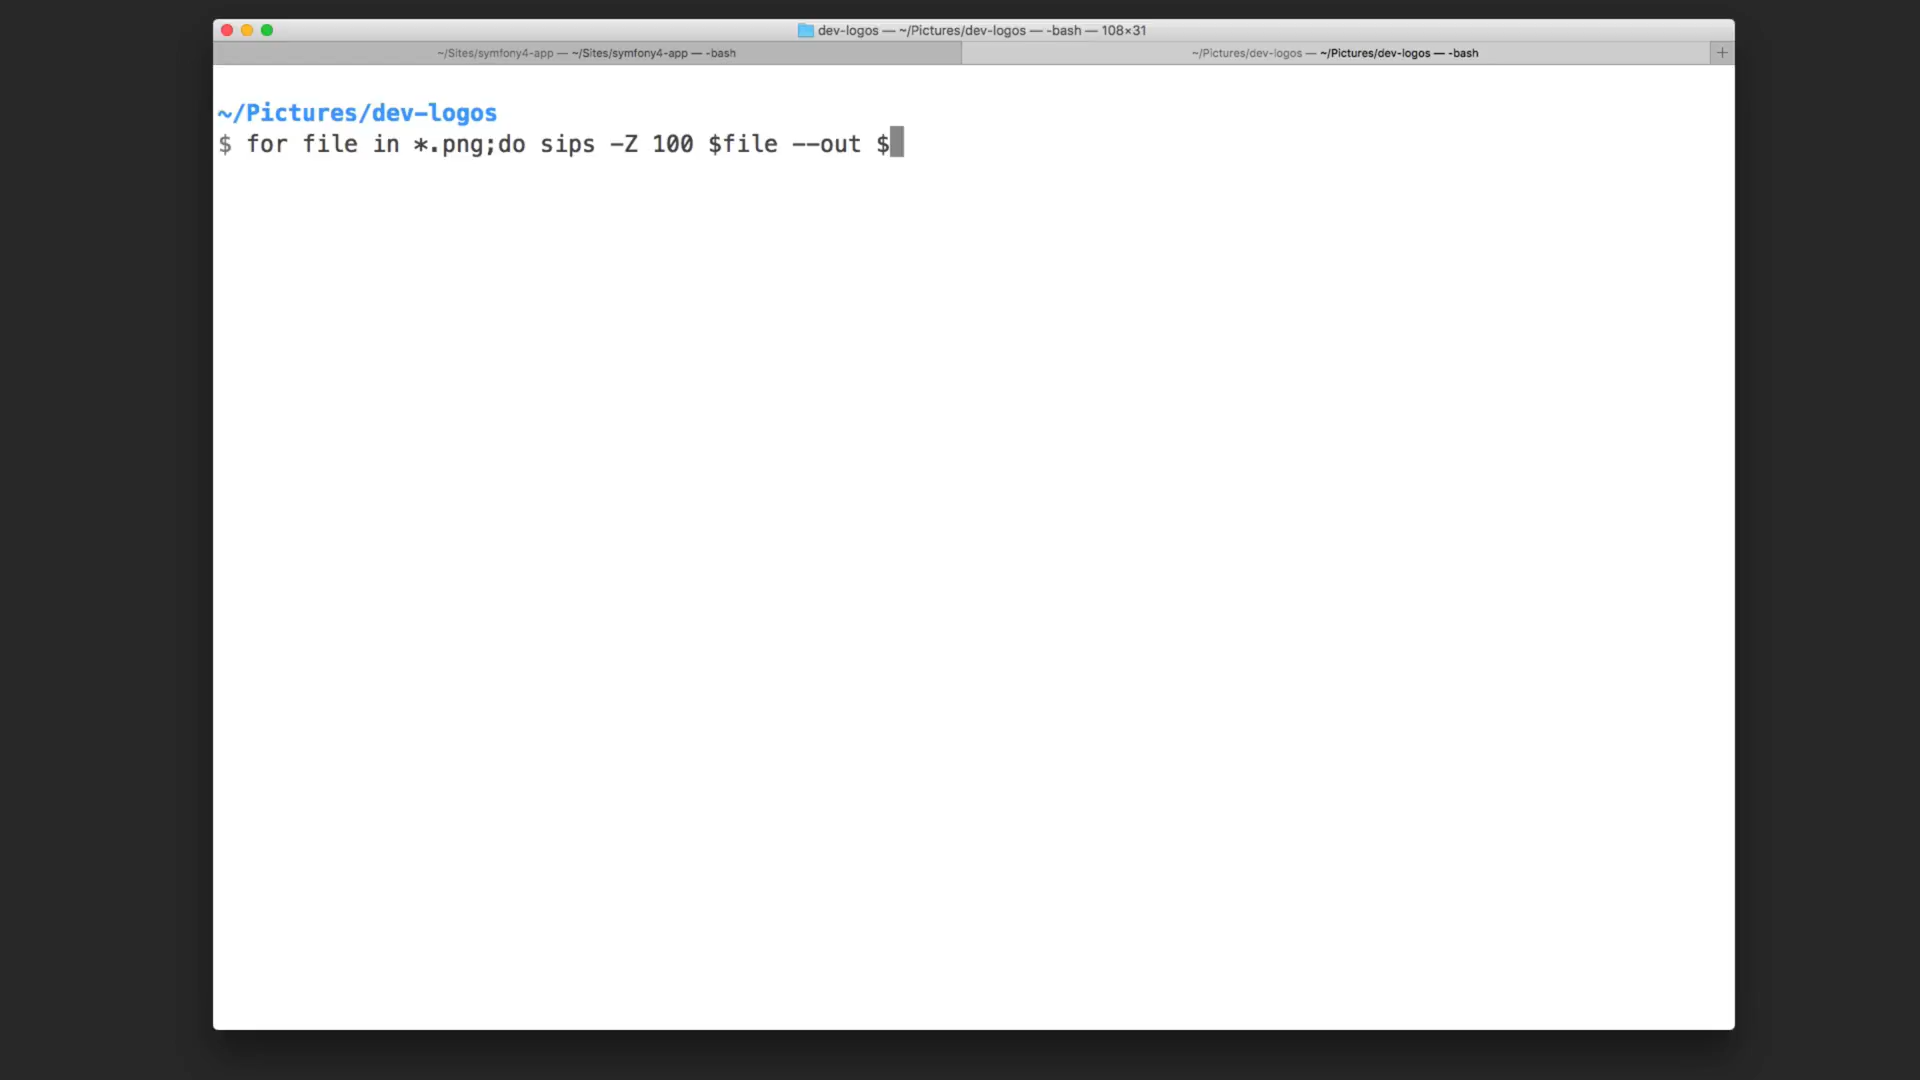 dev-logos — ~/Pictures/dev-logos — -bash — 108×31
~/Sites/symfony4-app — ~/Sites/symfony4-app — -bash
~/Pictures/dev-logos — ~/Pictures/dev-logos — -bash
~/Pictures/dev-logos
$ for file in *.png;do sips -Z 100 $file --out $